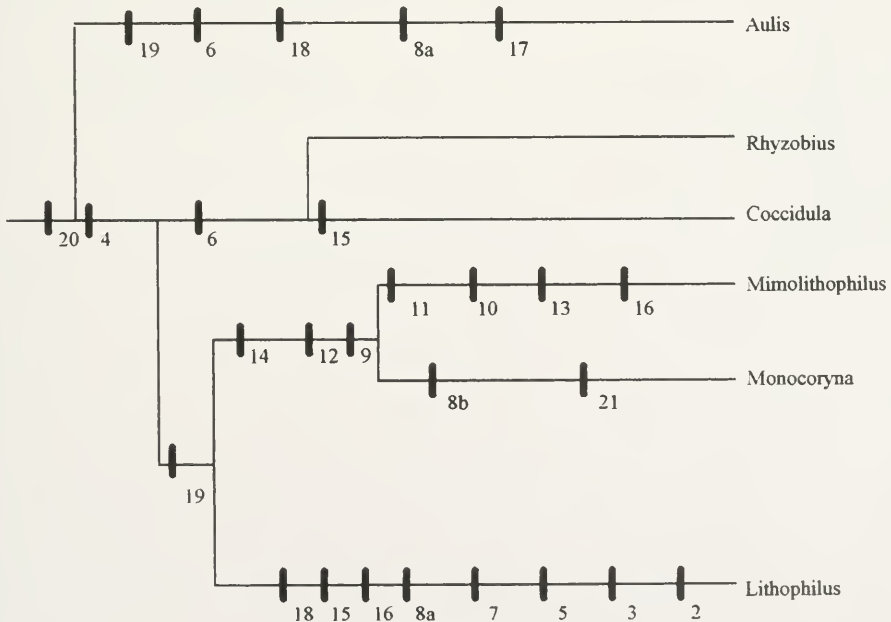 Aulis
19 6 18 8a 17
Rhyzobius
Coccidula
20 4 6 15
Mimolithophilus
11 10 13 16
14 12 9
Monocoryna
8b 21
19
Lithophilus
18 15 16 8a 7 5 3 2